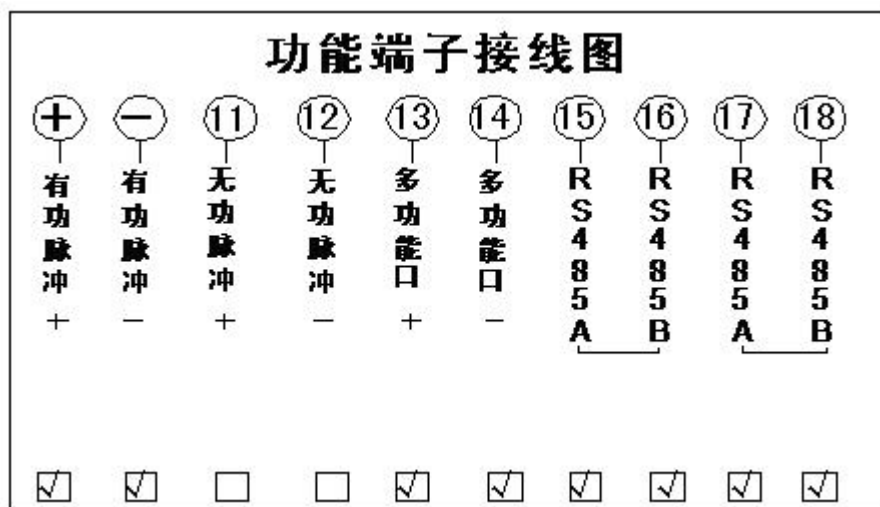 功能端子接线图
+ − 11 12 13 14 15 16 17 18
有功脉冲+
有功脉冲−
无功脉冲+
无功脉冲−
多功能口+
多功能口−
RS485A
RS485B
RS485A
RS485B